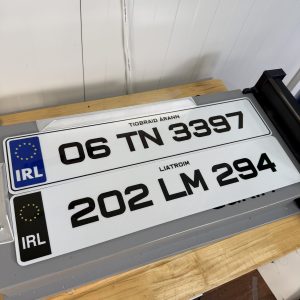 TIOBRAID ÁRANN
IRL 06 TN 3397
LIATROIM
IRL 202 LM 294